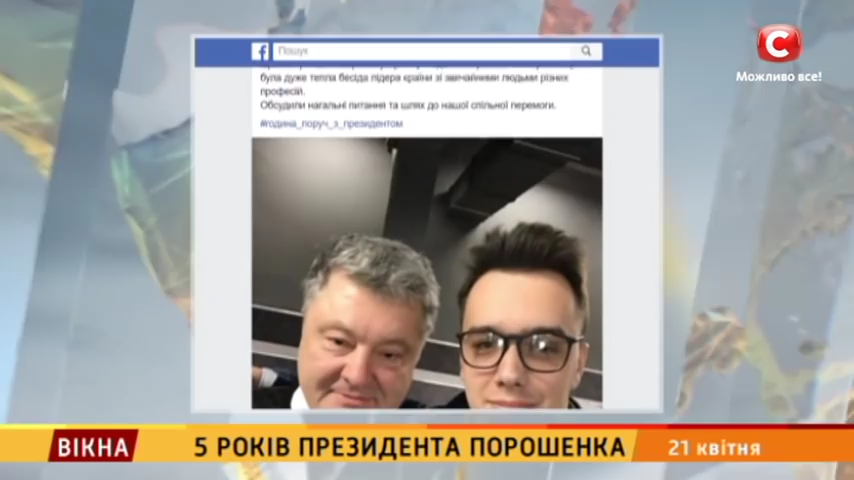 Пошук
була дуже тепла бесіда лідера країни зі звичайними людьми різних
професій.
Обсудили нагальні питання та шлях до нашої спільної перемоги.
#година_поруч_з_президентом
Можливо все!
ВІКНА
5 РОКІВ ПРЕЗИДЕНТА ПОРОШЕНКА
21 квітня